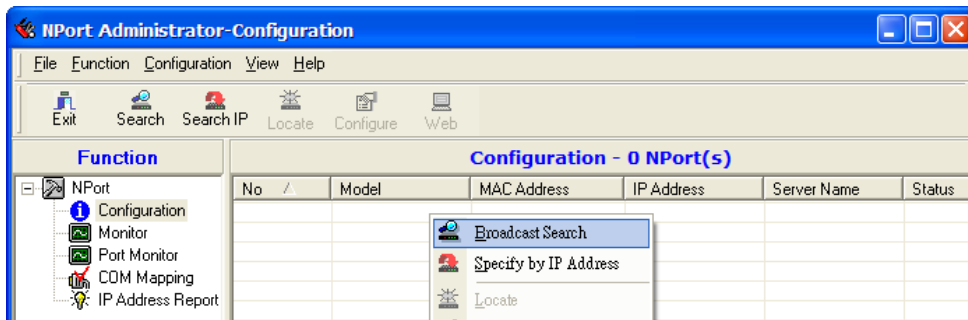 NPort Administrator-Configuration
File Function Configuration View Help
Exit Search Search IP Locate Configure Web
Function
Configuration - 0 NPort(s)
NPort
Configuration
Monitor
Port Monitor
COM Mapping
IP Address Report
No Model MAC Address IP Address Server Name Status
Broadcast Search
Specify by IP Address
Locate